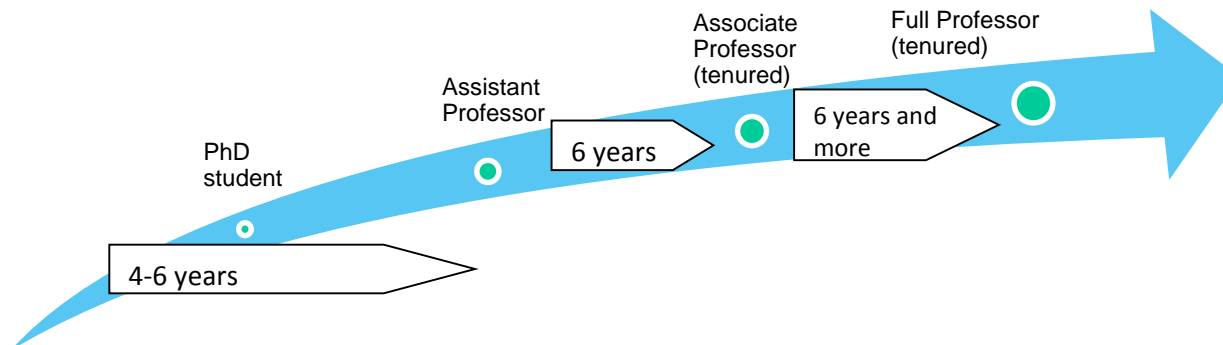 PhD
student
4-6 years
Assistant
Professor
6 years
Associate
Professor
(tenured)
6 years and
more
Full Professor
(tenured)